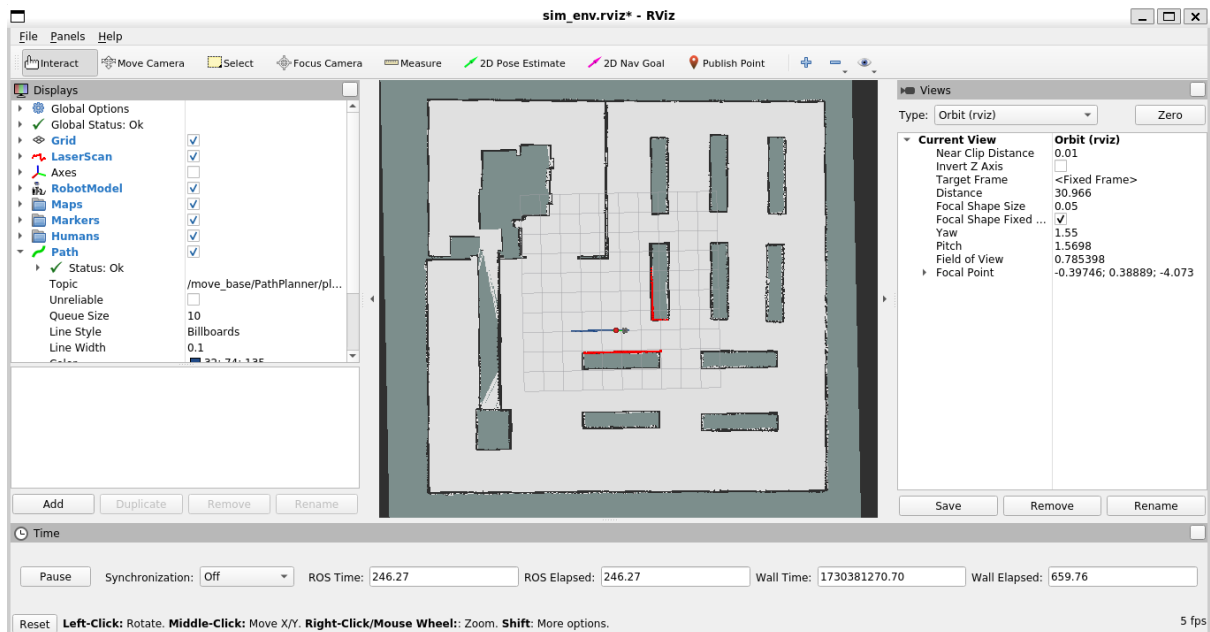 sim_env.rviz* - RViz
File Panels Help
Interact Move Camera Select Focus Camera Measure 2D Pose Estimate 2D Nav Goal Publish Point
Displays
Global Options
Global Status: Ok
Grid
LaserScan
Axes
RobotModel
Maps
Markers
Humans
Path
Status: Ok
Topic /move_base/PathPlanner/pl...
Unreliable
Queue Size 10
Line Style Billboards
Line Width 0.1
Color 32; 74; 135
Add Duplicate Remove Rename
Views
Type: Orbit (rviz) Zero
Current View Orbit (rviz)
Near Clip Distance 0.01
Invert Z Axis
Target Frame <Fixed Frame>
Distance 30.966
Focal Shape Size 0.05
Focal Shape Fixed ...
Yaw 1.55
Pitch 1.5698
Field of View 0.785398
Focal Point -0.39746; 0.38889; -4.073
Save Remove Rename
Time
Pause Synchronization: Off ROS Time: 246.27 ROS Elapsed: 246.27 Wall Time: 1730381270.70 Wall Elapsed: 659.76
Reset Left-Click: Rotate. Middle-Click: Move X/Y. Right-Click/Mouse Wheel:: Zoom. Shift: More options. 5 fps